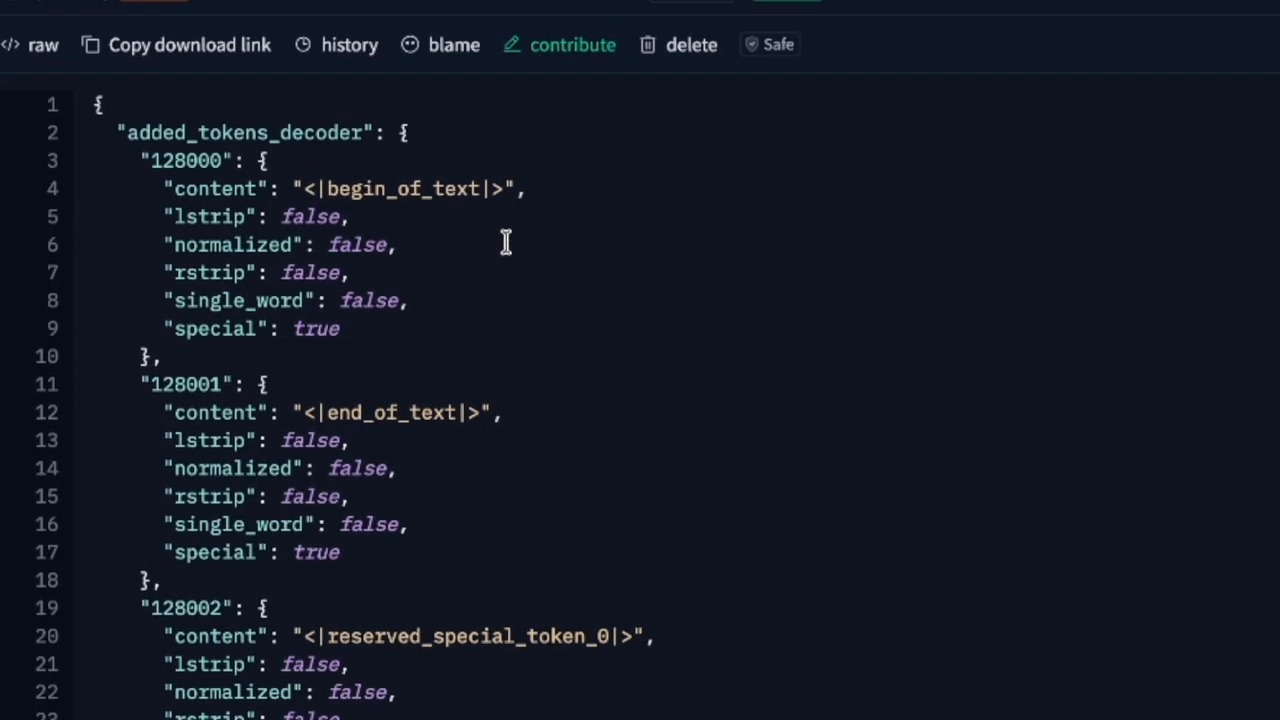 </> raw Copy download link history blame contribute delete Safe
1 {
2 "added_tokens_decoder": {
3 "128000": {
4 "content": "<|begin_of_text|>",
5 "lstrip": false,
6 "normalized": false,
7 "rstrip": false,
8 "single_word": false,
9 "special": true
10 },
11 "128001": {
12 "content": "<|end_of_text|>",
13 "lstrip": false,
14 "normalized": false,
15 "rstrip": false,
16 "single_word": false,
17 "special": true
18 },
19 "128002": {
20 "content": "<|reserved_special_token_0|>",
21 "lstrip": false,
22 "normalized": false,
23 "rstrip": false